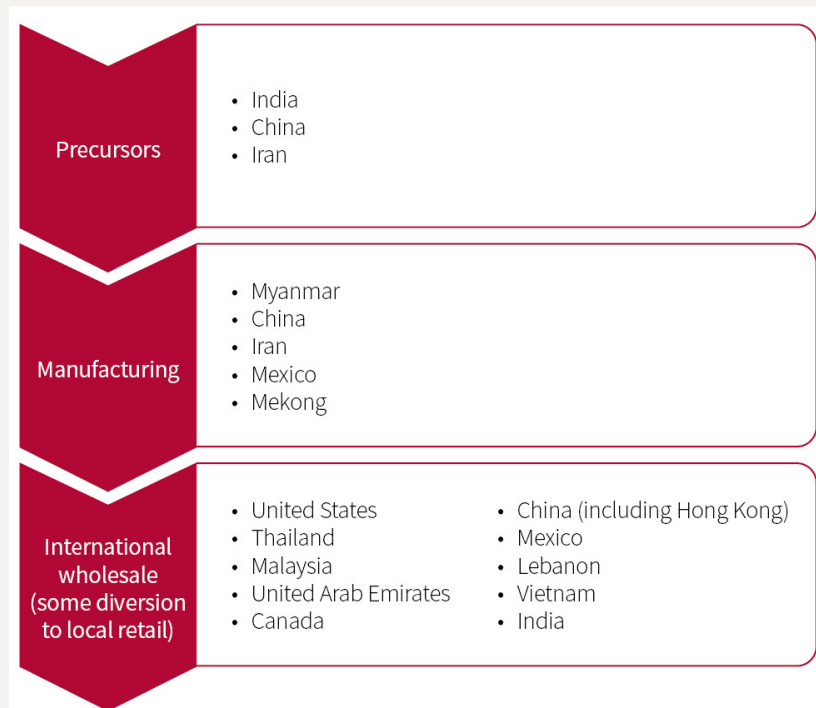 Precursors
• India
• China
• Iran
Manufacturing
• Myanmar
• China
• Iran
• Mexico
• Mekong
International
wholesale
(some diversion
to local retail)
• United States
• Thailand
• Malaysia
• United Arab Emirates
• Canada
• China (including Hong Kong)
• Mexico
• Lebanon
• Vietnam
• India